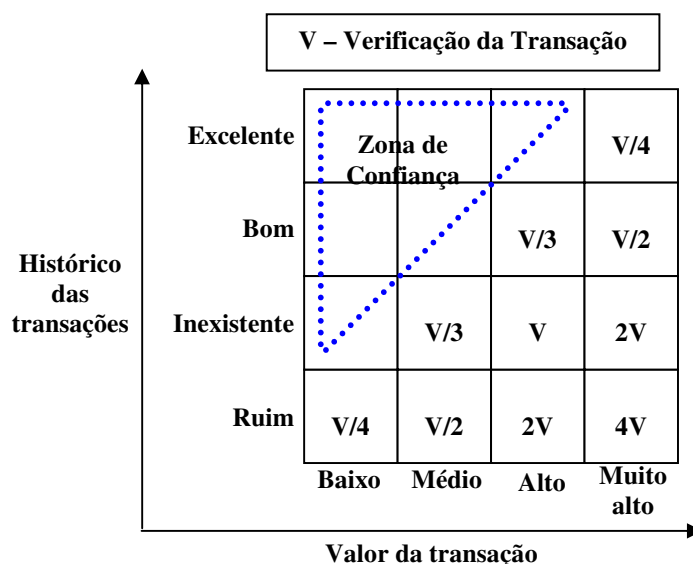 V – Verificação da Transação
Excelente
Zona de
Confiança
V/4
Bom
V/3
V/2
Histórico
das
transações
Inexistente
V/3
V
2V
Ruim
V/4
V/2
2V
4V
Baixo
Médio
Alto
Muito
alto
Valor da transação